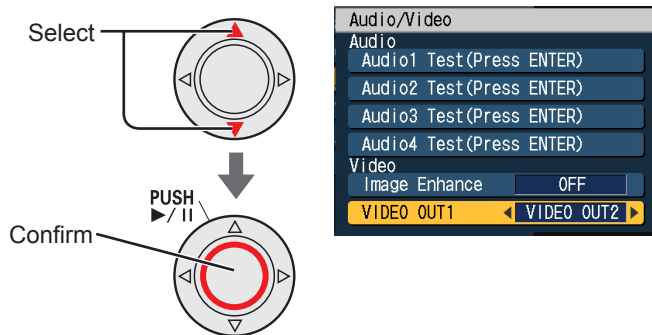 Select
PUSH
▶/II
Confirm
Audio/Video
Audio
Audio1 Test(Press ENTER)
Audio2 Test(Press ENTER)
Audio3 Test(Press ENTER)
Audio4 Test(Press ENTER)
Video
Image Enhance OFF
VIDEO OUT1 ◀ VIDEO OUT2 ▶